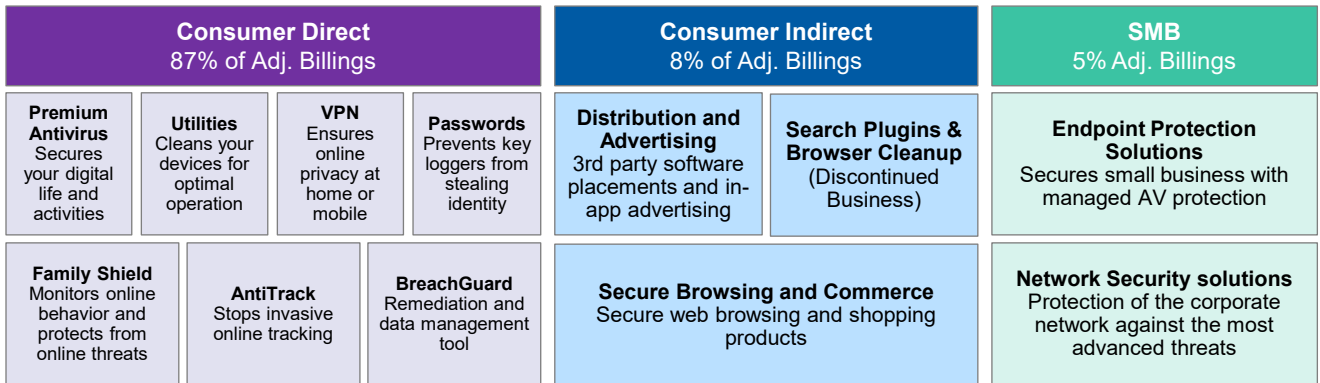 Consumer Direct
87% of Adj. Billings
Premium
Antivirus
Secures
your digital
life and
activities
Utilities
Cleans your
devices for
optimal
operation
VPN
Ensures
online
privacy at
home or
mobile
Passwords
Prevents key
loggers from
stealing
identity
Family Shield
Monitors online
behavior and
protects from
online threats
AntiTrack
Stops invasive
online tracking
BreachGuard
Remediation and
data management
tool
Consumer Indirect
8% of Adj. Billings
Distribution and
Advertising
3rd party software
placements and in-
app advertising
Search Plugins &
Browser Cleanup
(Discontinued
Business)
Secure Browsing and Commerce
Secure web browsing and shopping
products
SMB
5% Adj. Billings
Endpoint Protection
Solutions
Secures small business with
managed AV protection
Network Security solutions
Protection of the corporate
network against the most
advanced threats